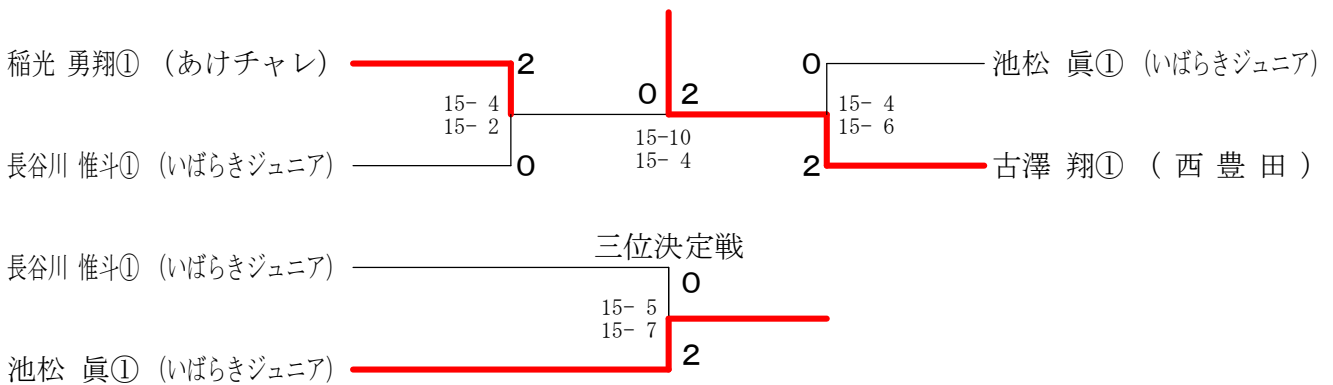 稲光 勇翔① (あけチャレ)
2
0
池松 眞① (いばらきジュニア)
15- 4
15- 2
0 2
15- 4
15- 6
15-10
15- 4
長谷川 惟斗① (いばらきジュニア)
0
2
古澤 翔① ( 西 豊 田 )
三位決定戦
長谷川 惟斗① (いばらきジュニア)
0
15- 5
15- 7
池松 眞① (いばらきジュニア)
2